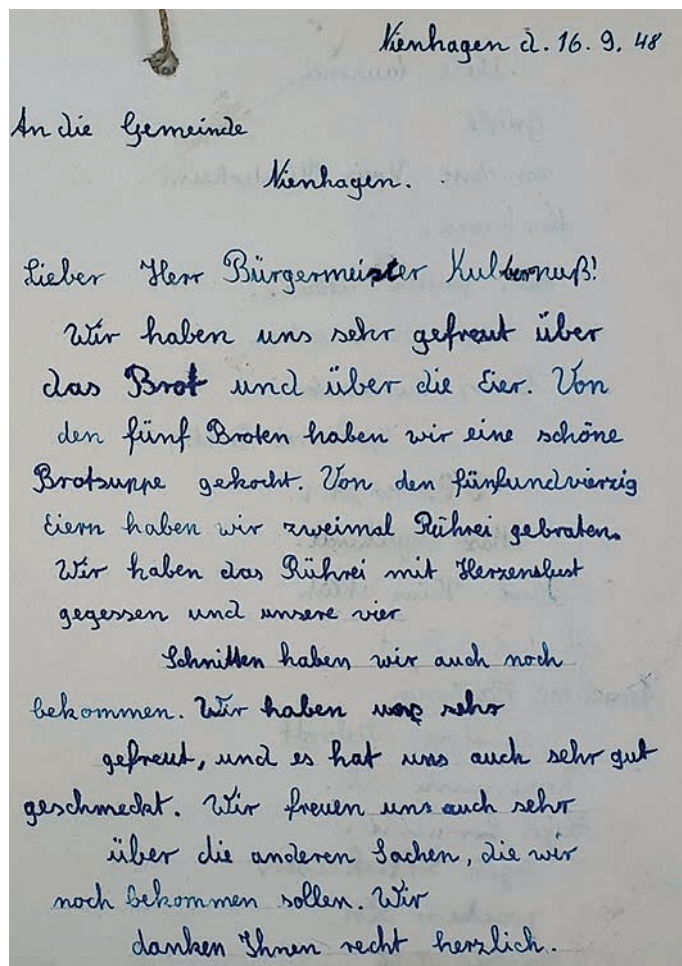 Nienhagen d. 16. 9. 48
An die Gemeinde
Nienhagen.
Lieber Herr Bürgermeister
Wir haben uns sehr gefreut über
das Brot und über die Eier. Von
den fünf Broten haben wir eine schöne
Brotsuppe gekocht. Von den fünfundvierzig
Eiern haben wir zweimal Rührei gebraten.
Wir haben das Rührei mit Herzenslust
gegessen und unsere vier
Schnitten haben wir auch noch
bekommen. Wir haben uns sehr
gefreut, und es hat uns auch sehr gut
geschmeckt. Wir freuen uns auch sehr
über die anderen Sachen, die wir
noch bekommen sollen. Wir
danken Ihnen recht herzlich.